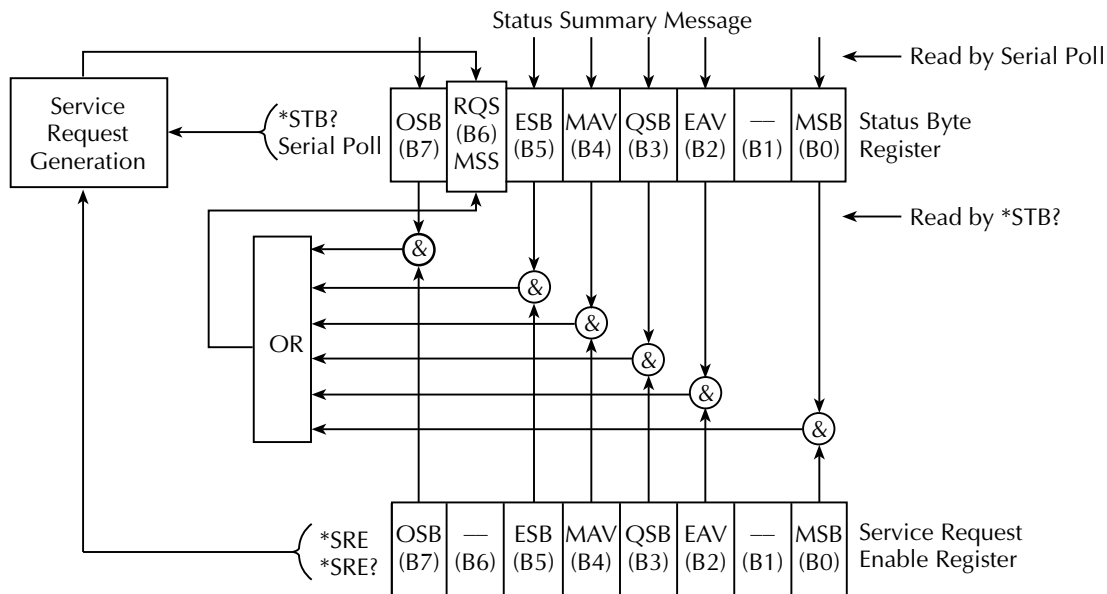 Status Summary Message
Read by Serial Poll
Service
Request
Generation
*STB?
Serial Poll
OSB
(B7)
RQS
(B6)
MSS
ESB
(B5)
MAV
(B4)
QSB
(B3)
EAV
(B2)
—
(B1)
MSB
(B0)
Status Byte
Register
Read by *STB?
&
&
&
&
&
&
OR
*SRE
*SRE?
OSB
(B7)
—
(B6)
ESB
(B5)
MAV
(B4)
QSB
(B3)
EAV
(B2)
—
(B1)
MSB
(B0)
Service Request
Enable Register